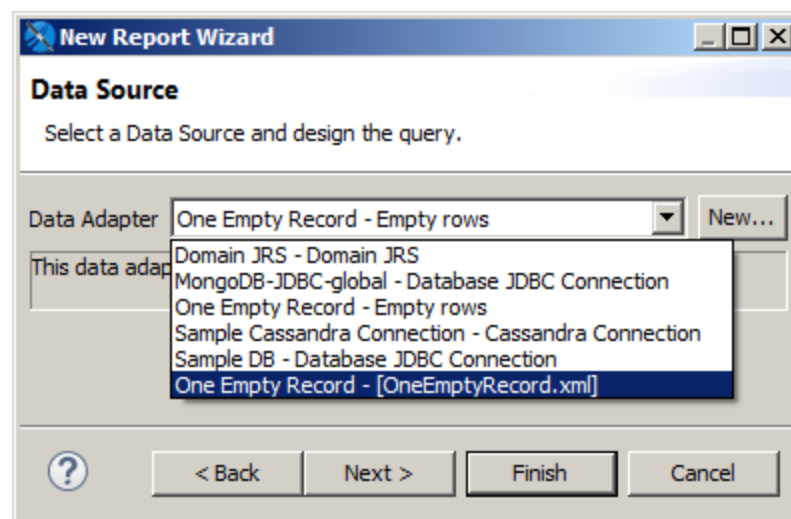 New Report Wizard
Data Source
Select a Data Source and design the query.
Data Adapter One Empty Record - Empty rows New...
This data adap
Domain JRS - Domain JRS
MongoDB-JDBC-global - Database JDBC Connection
One Empty Record - Empty rows
Sample Cassandra Connection - Cassandra Connection
Sample DB - Database JDBC Connection
One Empty Record - [OneEmptyRecord.xml]
? < Back Next > Finish Cancel